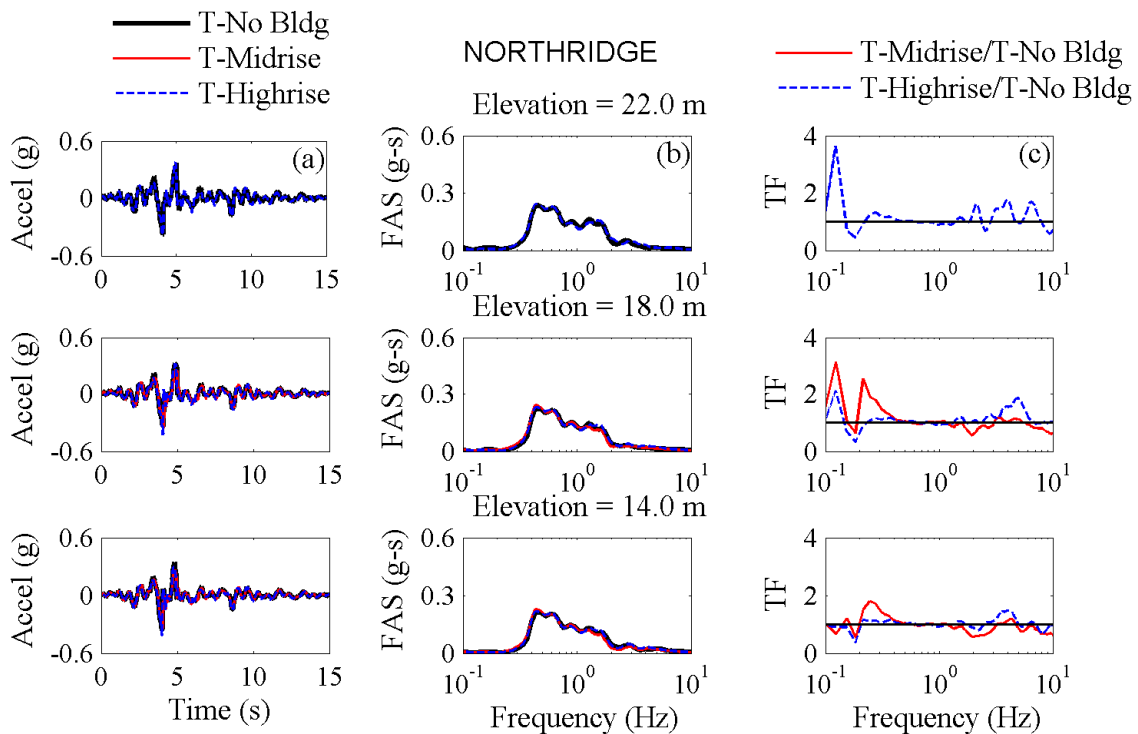 T-No Bldg
T-Midrise
T-Highrise
NORTHRIDGE
T-Midrise/T-No Bldg
T-Highrise/T-No Bldg
Elevation = 22.0 m
Accel (g)
0.6
0
-0.6
0 5 10 15
(a)
FAS (g-s)
0.6
0.3
0
10^-1 10^0 10^1
(b)
TF
4
2
0
10^-1 10^0 10^1
(c)
Elevation = 18.0 m
Accel (g)
0.6
0
-0.6
0 5 10 15
FAS (g-s)
0.6
0.3
0
10^-1 10^0 10^1
TF
4
2
0
10^-1 10^0 10^1
Elevation = 14.0 m
Accel (g)
0.6
0
-0.6
0 5 10 15
Time (s)
FAS (g-s)
0.6
0.3
0
10^-1 10^0 10^1
Frequency (Hz)
TF
4
2
0
10^-1 10^0 10^1
Frequency (Hz)